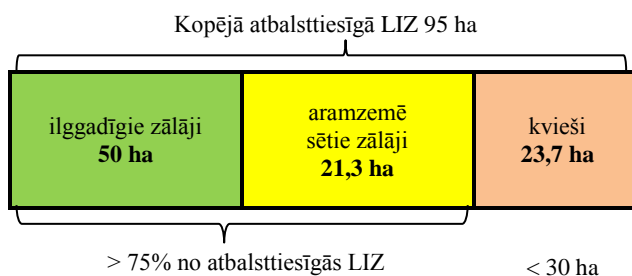 Kopējā atbalsttiesīgā LIZ 95 ha
ilggadīgie zālāji
50 ha
aramzemē
sētie zālāji
21,3 ha
kvieši
23,7 ha
> 75% no atbalsttiesīgās LIZ
< 30 ha